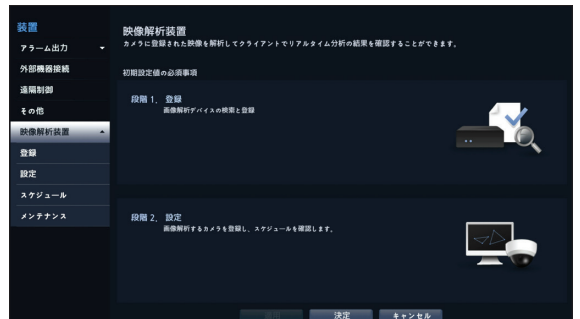 装置
アラーム出力
外部機器接続
遠隔制御
その他
映像解析装置
登録
設定
スケジュール
メンテナンス
映像解析装置
カメラに登録された映像を解析してクライアントでリアルタイム分析の結果を確認することができます。
初期設定値の必須事項
段階 1. 登録
画像解析デバイスの検索と登録
段階 2. 設定
画像解析するカメラを登録し、スケジュールを確認します。
決定
キャンセル